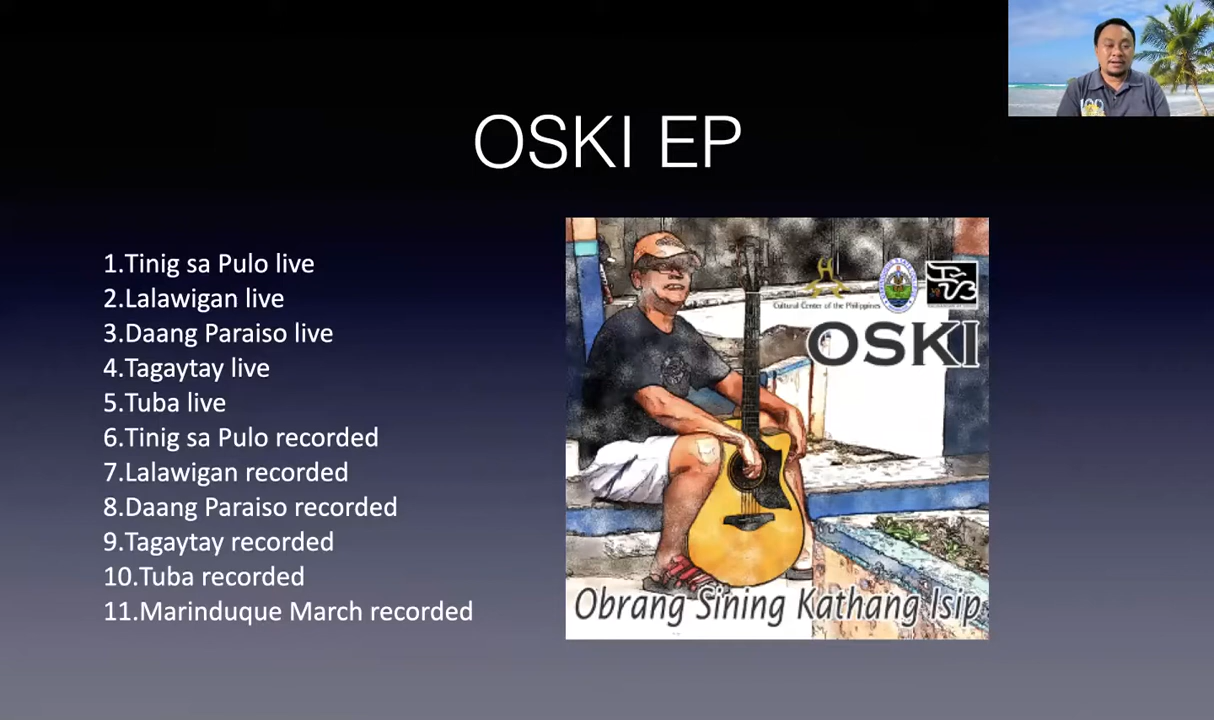 OSKI EP
1.Tinig sa Pulo live
2.Lalawigan live
3.Daang Paraiso live
4.Tagaytay live
5.Tuba live
6.Tinig sa Pulo recorded
7.Lalawigan recorded
8.Daang Paraiso recorded
9.Tagaytay recorded
10.Tuba recorded
11.Marinduque March recorded
Cultural Center of the Philippines
OSKI
Obrang Sining Kathang Isip